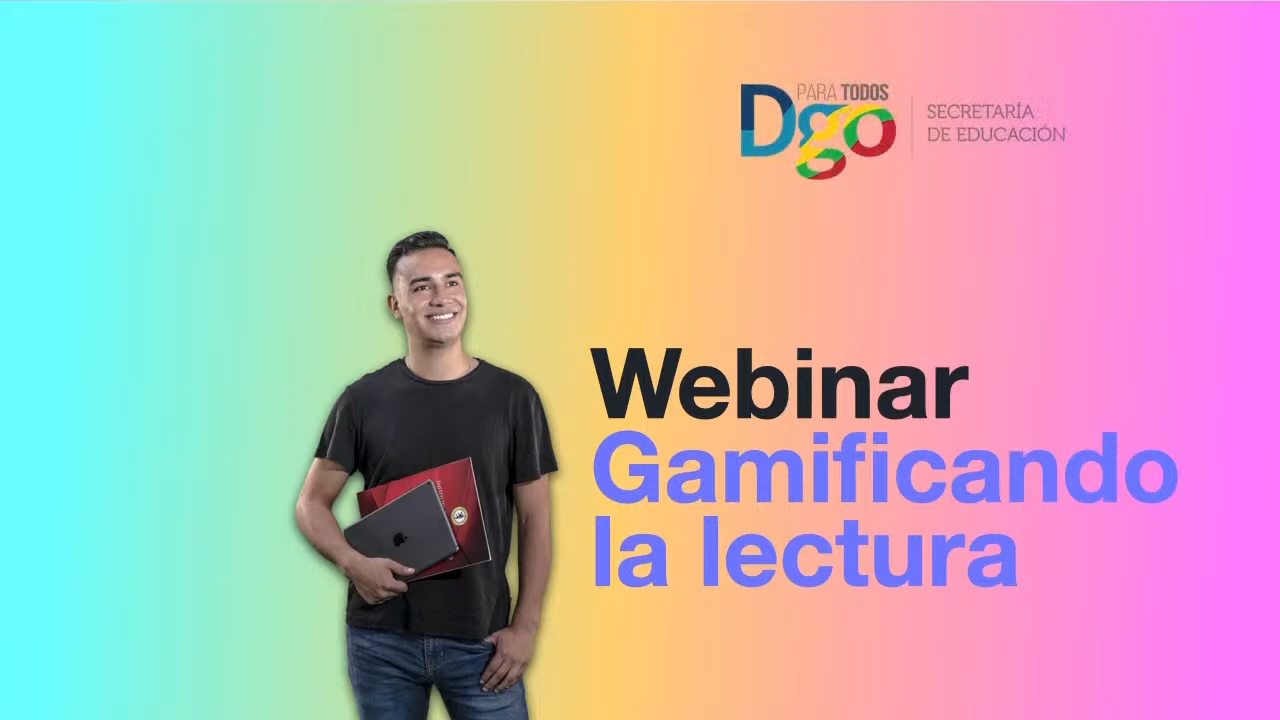 PARA TODOS
Dgo
SECRETARÍA
DE EDUCACIÓN
Webinar
Gamificando
la lectura